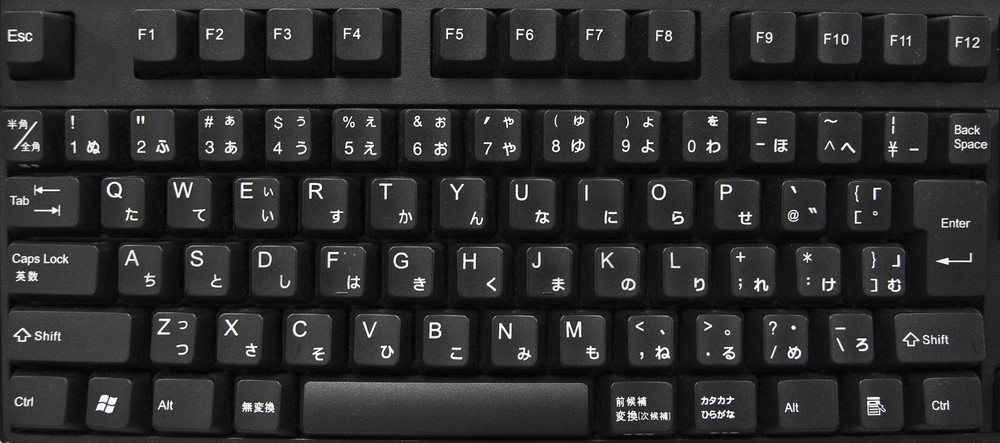 Esc F1 F2 F3 F4 F5 F6 F7 F8 F9 F10 F11 F12
半角/全角 ! 1 ぬ " 2 ふ # ぁ 3 あ $ ぅ 4 う % ぇ 5 え & ぉ 6 お ' ゃ 7 や ( ゅ 8 ゆ ) ょ 9 よ を 0 わ = - ほ ~ ^ へ ¦ ¥ ー Back Space
Tab Q た W て E ぃ い R す T か Y ん U な I に O ら P せ ` @ ゛ { 「 [ ゜ Enter
Caps Lock 英数 A ち S と D し F は G き H く J ま K の L り + ; れ * : け } 」 ] む
Shift Z っ つ X さ C そ V ひ B こ N み M も < 、 , ね > 。 . る ? ・ / め _ \ ろ Shift
Ctrl Alt 無変換 前候補 変換(次候補) カタカナ ひらがな Alt Ctrl